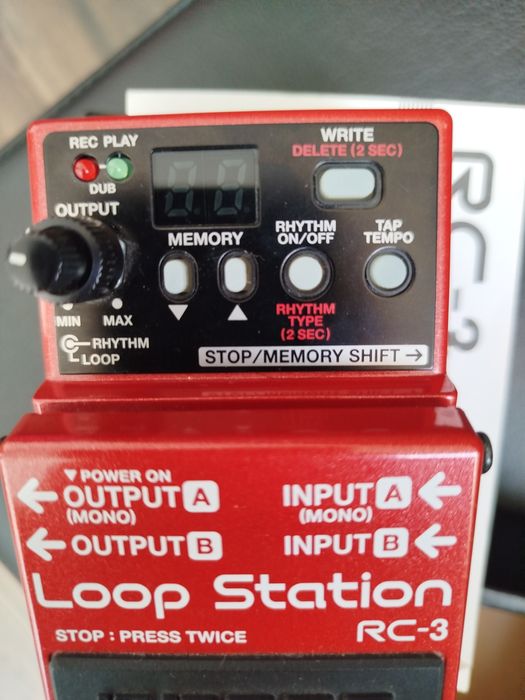 REC PLAY
DUB
WRITE
DELETE (2 SEC)
OUTPUT
MIN
MAX
MEMORY
▼
▲
RHYTHM
ON/OFF
RHYTHM
TYPE
(2 SEC)
TAP
TEMPO
RHYTHM
LOOP
STOP/MEMORY SHIFT →
▼ POWER ON
← OUTPUT A
(MONO)
← OUTPUT B
INPUT A ←
(MONO)
INPUT B ←
Loop Station
STOP : PRESS TWICE
RC-3
RC-3